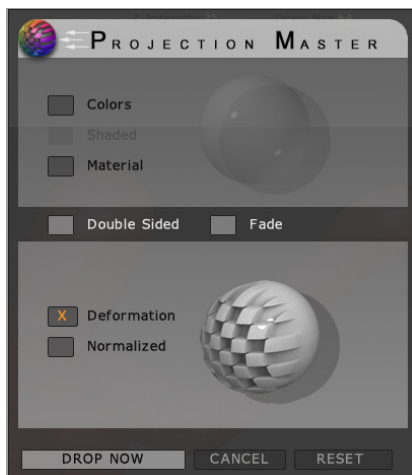 PROJECTION MASTER
Colors
Shaded
Material
Double Sided Fade
X Deformation
Normalized
DROP NOW CANCEL RESET